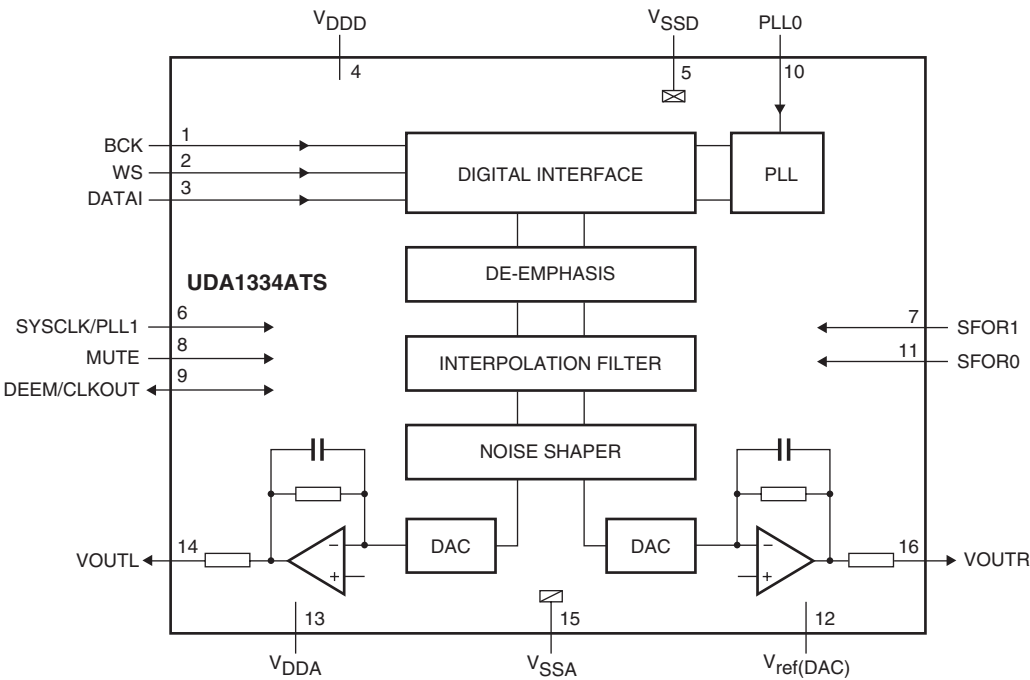 VDDD
VSSD
PLL0
4
5
10
BCK
1
WS
2
DATAI
3
DIGITAL INTERFACE
PLL
DE-EMPHASIS
UDA1334ATS
SYSCLK/PLL1
6
7
SFOR1
MUTE
8
11
SFOR0
DEEM/CLKOUT
9
INTERPOLATION FILTER
NOISE SHAPER
VOUTL
14
−
+
DAC
DAC
−
+
16
VOUTR
13
15
12
VDDA
VSSA
Vref(DAC)